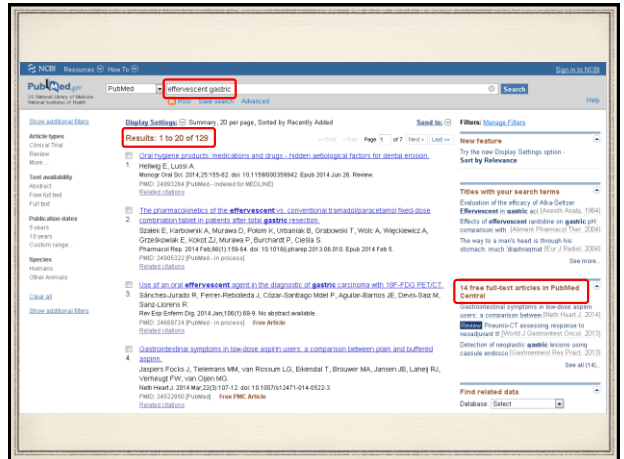 NCBI Resources How To Sign in to NCBI
PubMed.gov
US National Library of Medicine
National Institutes of Health
PubMed effervescent gastric Search
RSS Save search Advanced Help
Show additional filters
Article types
Clinical Trial
Review
More...
Text availability
Abstract
Free full text
Full text
Publication dates
5 years
10 years
Custom range...
Species
Humans
Other Animals
Clear all
Show additional filters
Display Settings: Summary, 20 per page, Sorted by Recently Added Send to:
Results: 1 to 20 of 129
<< First < Prev Page 1 of 7 Next > Last >>
1. Oral hygiene products, medications and drugs - hidden aetiological factors for dental erosion.
Hellwig E, Lussi A.
Monogr Oral Sci. 2014;25:155-62. doi: 10.1159/000359942. Epub 2014 Jun 26. Review.
PMID: 24993264 [PubMed - indexed for MEDLINE]
Related citations
2. The pharmacokinetics of the effervescent vs. conventional tramadol/paracetamol fixed-dose
combination tablet in patients after total gastric resection.
Szałek E, Karbownik A, Murawa D, Połom K, Urbaniak B, Grabowski T, Wolc A, Więckiewicz A,
Grześkowiak E, Kokot ZJ, Murawa P, Burchardt P, Cieśla S.
Pharmacol Rep. 2014 Feb;66(1):159-64. doi: 10.1016/j.pharep.2013.06.010. Epub 2014 Feb 5.
PMID: 24905322 [PubMed - in process]
Related citations
3. Use of an oral effervescent agent in the diagnostic of gastric carcinoma with 18F-FDG PET/CT.
Sánchez-Jurado R, Ferrer-Rebolleda J, Cózar-Santiago Mdel P, Aguilar-Barrios JE, Devis-Saiz M,
Sanz-Llorens R.
Rev Esp Enferm Dig. 2014 Jan;106(1):68-9. No abstract available.
PMID: 24689724 [PubMed - in process] Free Article
Related citations
4. Gastrointestinal symptoms in low-dose aspirin users: a comparison between plain and buffered
aspirin.
Jaspers Focks J, Tielemans MM, van Rossum LG, Eikendal T, Brouwer MA, Jansen JB, Laheij RJ,
Verheugt FW, van Oijen MG.
Neth Heart J. 2014 Mar;22(3):107-12. doi: 10.1007/s12471-014-0522-3.
PMID: 24522950 [PubMed] Free PMC Article
Related citations
Filters: Manage Filters
New feature
Try the new Display Settings option -
Sort by Relevance
Titles with your search terms
Evaluation of the efficacy of Alka-Seltzer
Effervescent in gastric aci [Anesth Analg. 1984]
Effects of effervescent ranitidine on gastric pH:
comparison with [Aliment Pharmacol Ther. 2004]
The way to a man's heart is through his
stomach: much 'diaphragmat [Eur J Radiol. 2004]
See more...
14 free full-text articles in PubMed
Central
Gastrointestinal symptoms in low-dose aspirin
users: a comparison betwee [Neth Heart J. 2014]
Review Pneumo-CT assessing response to
neoadjuvant th [World J Gastrointest Oncol. 2013]
Detection of neoplastic gastric lesions using
capsule endosco [Gastroenterol Res Pract. 2013]
See all (14)...
Find related data
Database: Select